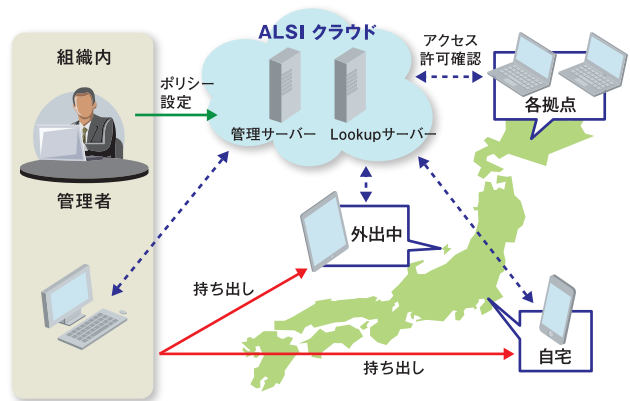 組織内
管理者
ポリシー
設定
ALSI クラウド
管理サーバー
Lookupサーバー
アクセス
許可確認
各拠点
外出中
持ち出し
持ち出し
自宅